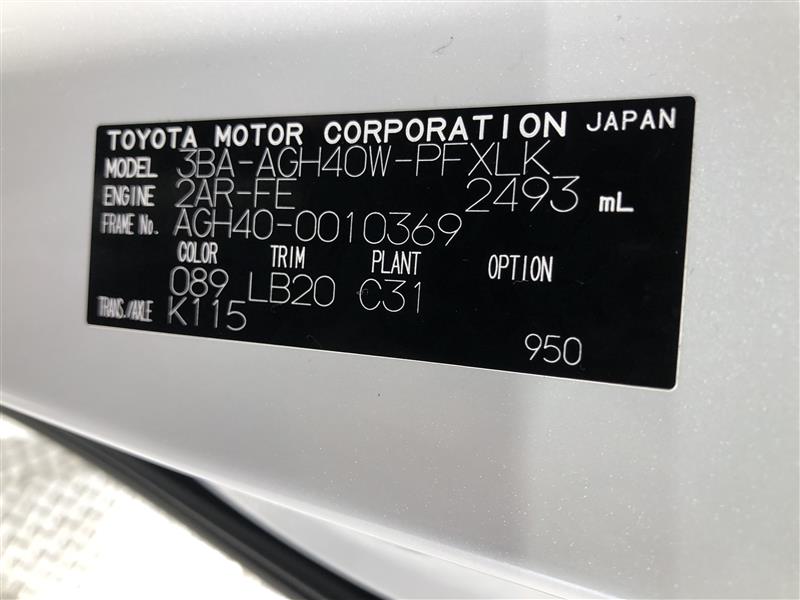 TOYOTA MOTOR CORPORATION JAPAN
MODEL 3BA-AGH40W-PFXLK
ENGINE 2AR-FE 2493 mL
FRAME No. AGH40-0010369
COLOR TRIM PLANT OPTION
089 LB20 C31
TRANS./AXLE K115
950